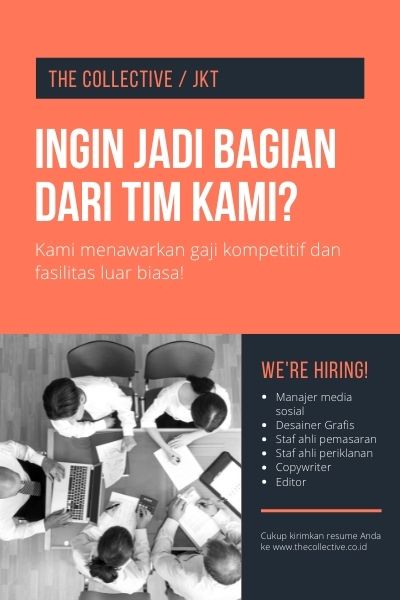 THE COLLECTIVE / JKT
INGIN JADI BAGIAN
DARI TIM KAMI?
Kami menawarkan gaji kompetitif dan
fasilitas luar biasa!
WE'RE HIRING!
• Manajer media
sosial
• Desainer Grafis
• Staf ahli pemasaran
• Staf ahli periklanan
• Copywriter
• Editor
Cukup kirimkan resume Anda
ke www.thecollective.co.id